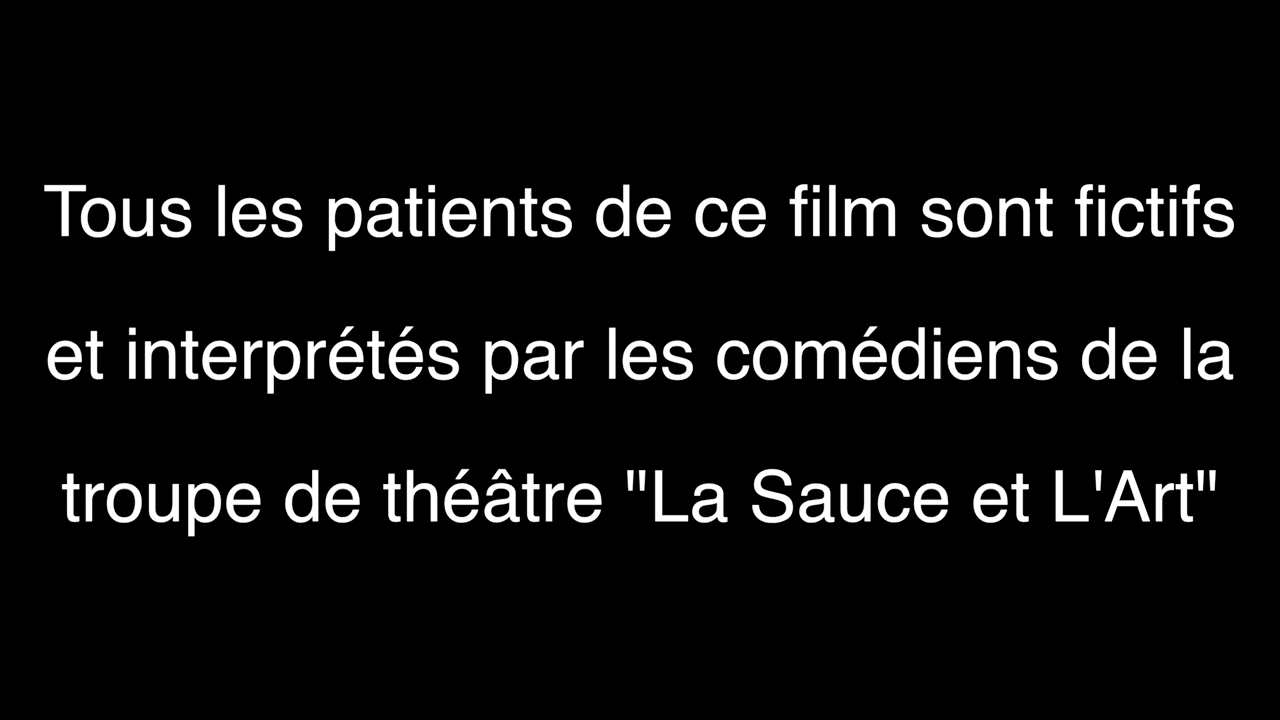 Tous les patients de ce film sont fictifs
et interprétés par les comédiens de la
troupe de théâtre "La Sauce et L'Art"